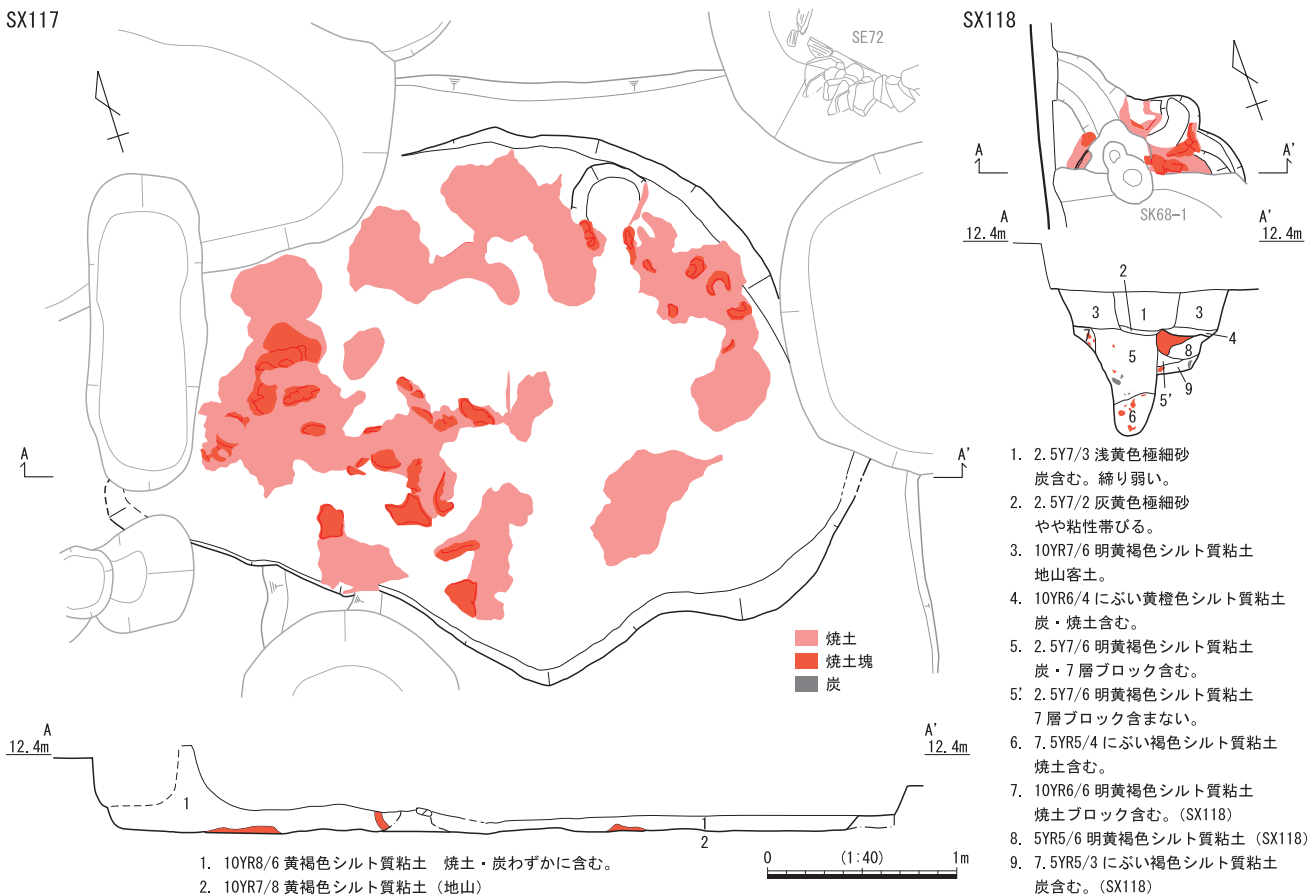 SX117
SE72
SX118
A
A'
SK68-1
A
12.4m
A'
12.4m
2
3
1
3
4
7
5
8
5'
9
6
A
A'
焼土
焼土塊
炭
A
12.4m
A'
12.4m
1
1
2
0
(1:40)
1m
1. 10YR8/6 黄褐色シルト質粘土 焼土・炭わずかに含む。
2. 10YR7/8 黄褐色シルト質粘土（地山）
1. 2.5Y7/3 浅黄色極細砂
炭含む。締り弱い。
2. 2.5Y7/2 灰黄色極細砂
やや粘性帯びる。
3. 10YR7/6 明黄褐色シルト質粘土
地山客土。
4. 10YR6/4 にぶい黄橙色シルト質粘土
炭・焼土含む。
5. 2.5Y7/6 明黄褐色シルト質粘土
炭・7層ブロック含む。
5' 2.5Y7/6 明黄褐色シルト質粘土
7層ブロック含まない。
6. 7.5YR5/4 にぶい褐色シルト質粘土
焼土含む。
7. 10YR6/6 明黄褐色シルト質粘土
焼土ブロック含む。(SX118)
8. 5YR5/6 明黄褐色シルト質粘土 (SX118)
9. 7.5YR5/3 にぶい褐色シルト質粘土
炭含む。(SX118)